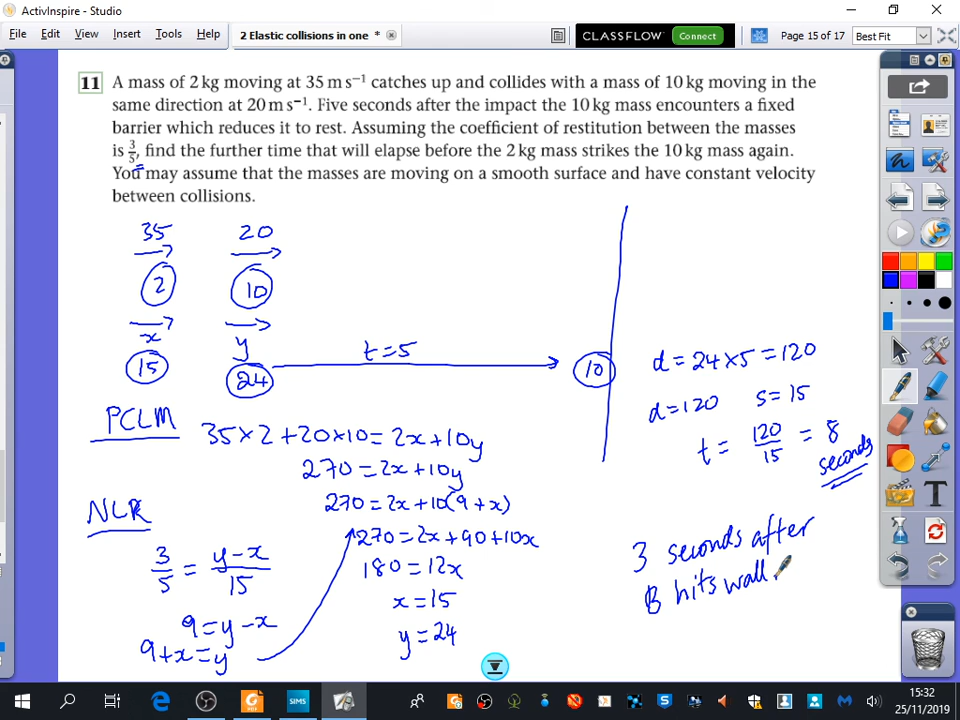 ActivInspire - Studio
File Edit View Insert Tools Help
2 Elastic collisions in one *
CLASSFLOW Connect
Page 15 of 17
Best Fit
11 A mass of 2 kg moving at 35 m s⁻¹ catches up and collides with a mass of 10 kg moving in the
same direction at 20 m s⁻¹. Five seconds after the impact the 10 kg mass encounters a fixed
barrier which reduces it to rest. Assuming the coefficient of restitution between the masses
is 3/5, find the further time that will elapse before the 2 kg mass strikes the 10 kg mass again.
You may assume that the masses are moving on a smooth surface and have constant velocity
between collisions.
35 20
2 10
x y
15 24
t=5
10
PCLM
35×2+20×10=2x+10y
270=2x+10y
270=2x+10(9+x)
270=2x+90+10x
180=12x
x=15
y=24
NLR
3/5 = y-x/15
9=y-x
9+x=y
d=24×5=120
d=120 s=15
t= 120/15 = 8
seconds
3 seconds after
B hits wall.
T
15:32
25/11/2019